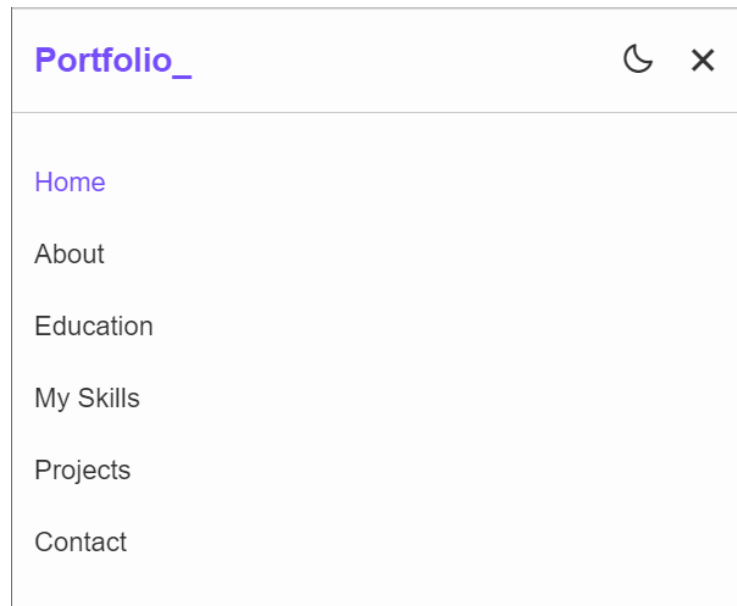 Portfolio_
Home
About
Education
My Skills
Projects
Contact